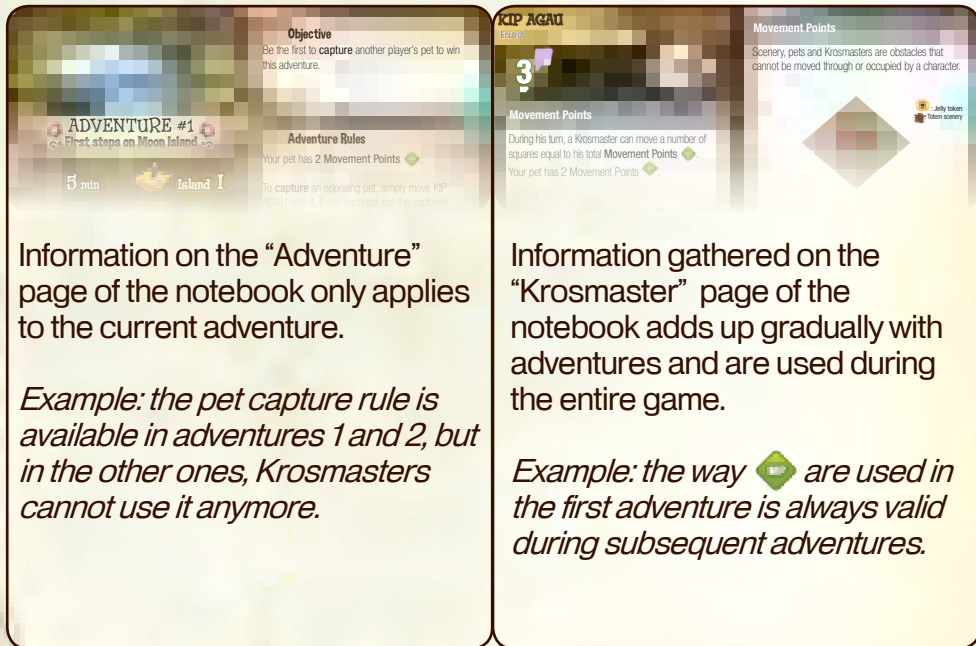 Objective
Be the first to capture another player's pet to win
this adventure.
ADVENTURE #1
First steps on Moon Island
5 min
Island 1
Adventure Rules
Your pet has 2 Movement Points
To capture an opposing pet, simply move KIP
AGAU onto it. If you succeed, put the captured
Information on the “Adventure”
page of the notebook only applies
to the current adventure.
Example: the pet capture rule is
available in adventures 1 and 2, but
in the other ones, Krosmasters
cannot use it anymore.
KIP AGAU
Enutrof
3
Movement Points
During his turn, a Krosmaster can move a number of
squares equal to his total Movement Points .
Your pet has 2 Movement Points .
Movement Points
Scenery, pets and Krosmasters are obstacles that
cannot be moved through or occupied by a character.
: Jelly token
: Totem scenery
Information gathered on the
“Krosmaster” page of the
notebook adds up gradually with
adventures and are used during
the entire game.
Example: the way MP are used in
the first adventure is always valid
during subsequent adventures.